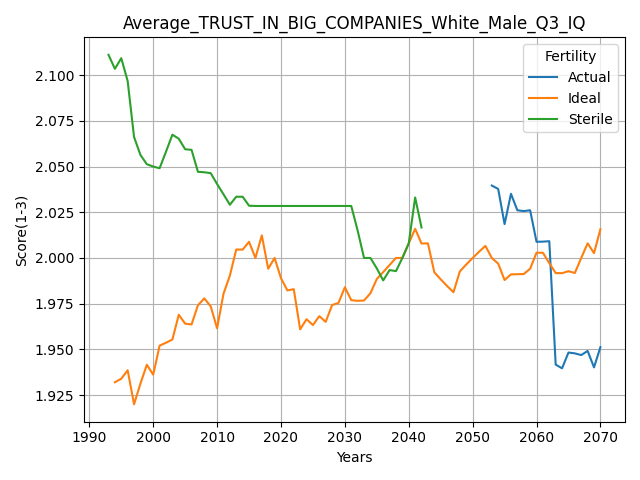 Average_TRUST_IN_BIG_COMPANIES_White_Male_Q3_IQ
Fertility
Actual
Ideal
Sterile
Score(1-3)
2.100
2.075
2.050
2.025
2.000
1.975
1.950
1.925
1990 2000 2010 2020 2030 2040 2050 2060 2070
Years